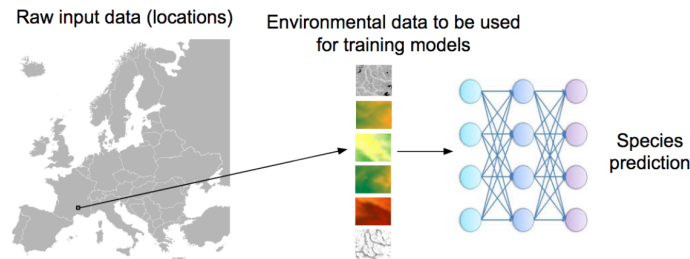 Raw input data (locations)
Environmental data to be used
for training models
Species
prediction